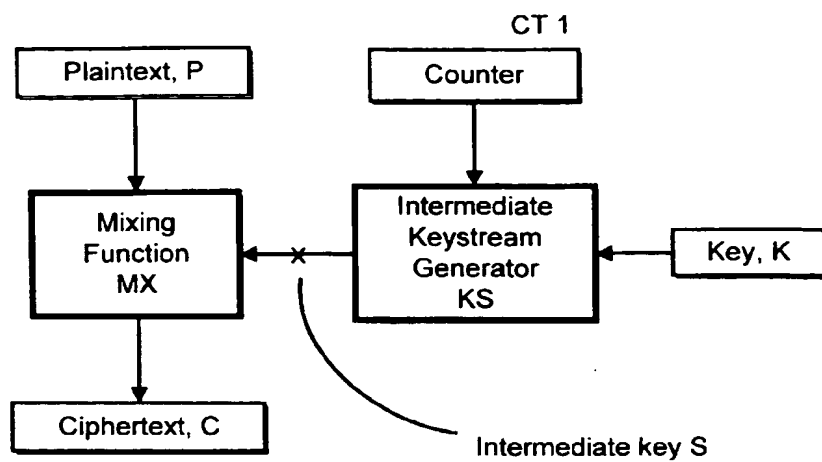 CT 1
Plaintext, P
Counter
Mixing
Function
MX
Intermediate
Keystream
Generator
KS
Key, K
Ciphertext, C
Intermediate key S